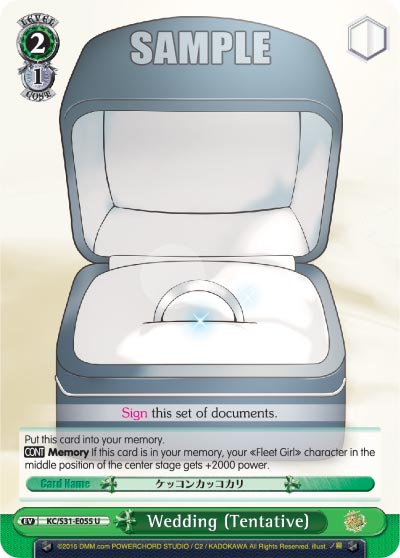 LEVEL
2
1
COST
SAMPLE
Sign this set of documents.
Put this card into your memory.
CONT Memory If this card is in your memory, your «Fleet Girl» character in the
middle position of the center stage gets +2000 power.
Card Name ケッコンカッコカリ
EV KC/S31-E055 U Wedding (Tentative)
©2016 DMM.com POWERCHORD STUDIO / C2 / KADOKAWA All Rights Reserved. Illust.